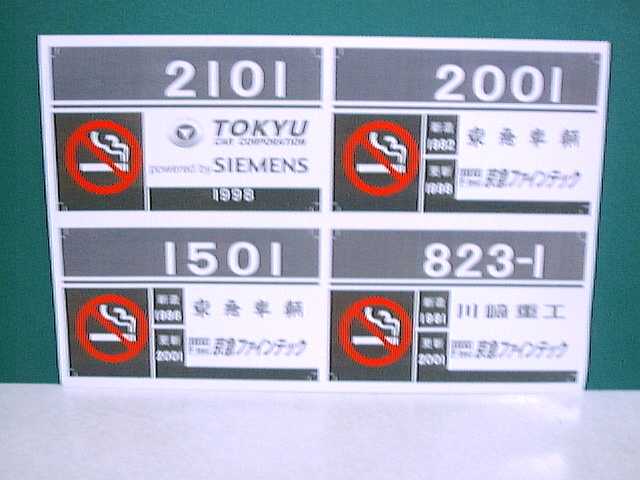 2101
TOKYU
CAR CORPORATION
powered by SIEMENS
1998
2001
新造
1982
東急車輛
更新
1998
京急ファインテック
1501
新造
東急車輛
更新
2001
京急ファインテック
823-1
新造
1981
川崎重工
更新
2001
京急ファインテック